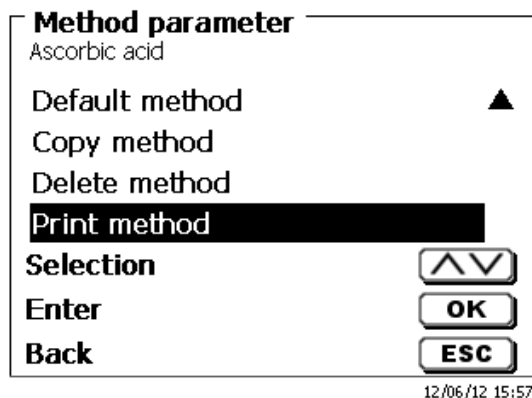 Method parameter
Ascorbic acid
Default method
Copy method
Delete method
Print method
Selection
Enter OK
Back ESC
12/06/12 15:57